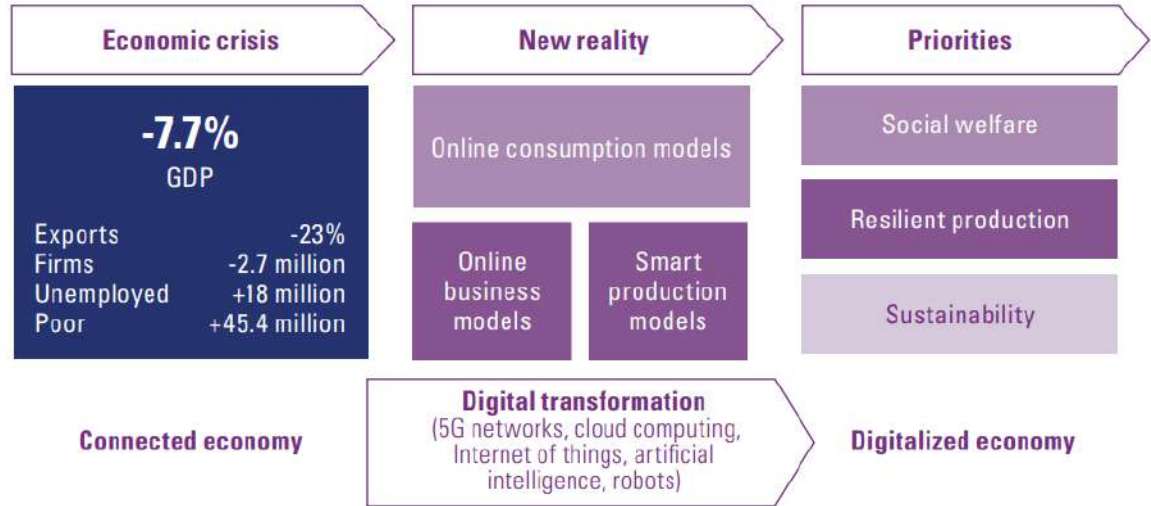 Economic crisis
New reality
Priorities
-7.7%
GDP
Exports -23%
Firms -2.7 million
Unemployed +18 million
Poor +45.4 million
Online consumption models
Online
business
models
Smart
production
models
Social welfare
Resilient production
Sustainability
Connected economy
Digital transformation
(5G networks, cloud computing,
Internet of things, artificial
intelligence, robots)
Digitalized economy